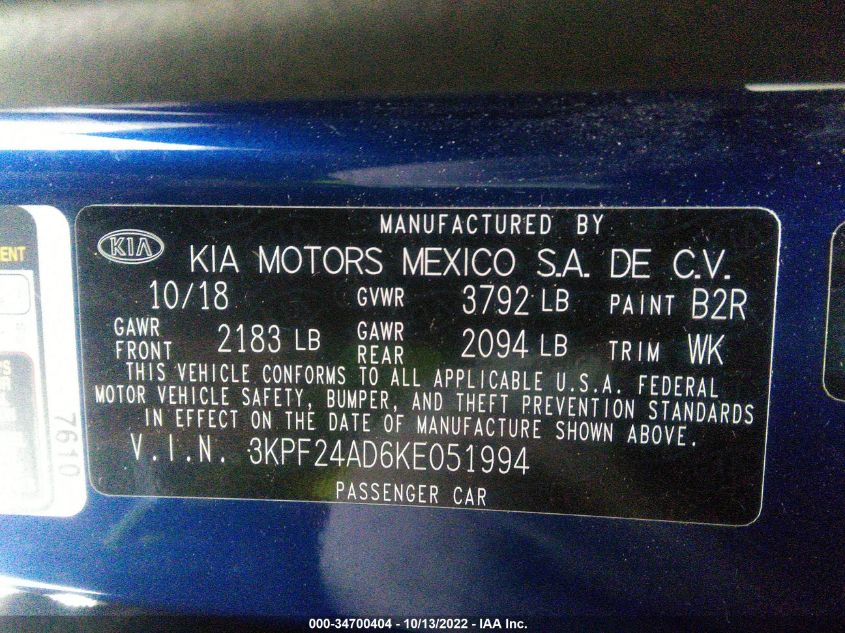 MANUFACTURED BY
KIA KIA MOTORS MEXICO S.A. DE C.V.
10/18 GVWR 3792 LB PAINT B2R
GAWR FRONT 2183 LB GAWR REAR 2094 LB TRIM WK
THIS VEHICLE CONFORMS TO ALL APPLICABLE U.S.A. FEDERAL
MOTOR VEHICLE SAFETY, BUMPER, AND THEFT PREVENTION STANDARDS
IN EFFECT ON THE DATE OF MANUFACTURE SHOWN ABOVE.
V.I.N. 3KPF24AD6KE051994
PASSENGER CAR
7610
000-34700404 - 10/13/2022 - IAA Inc.